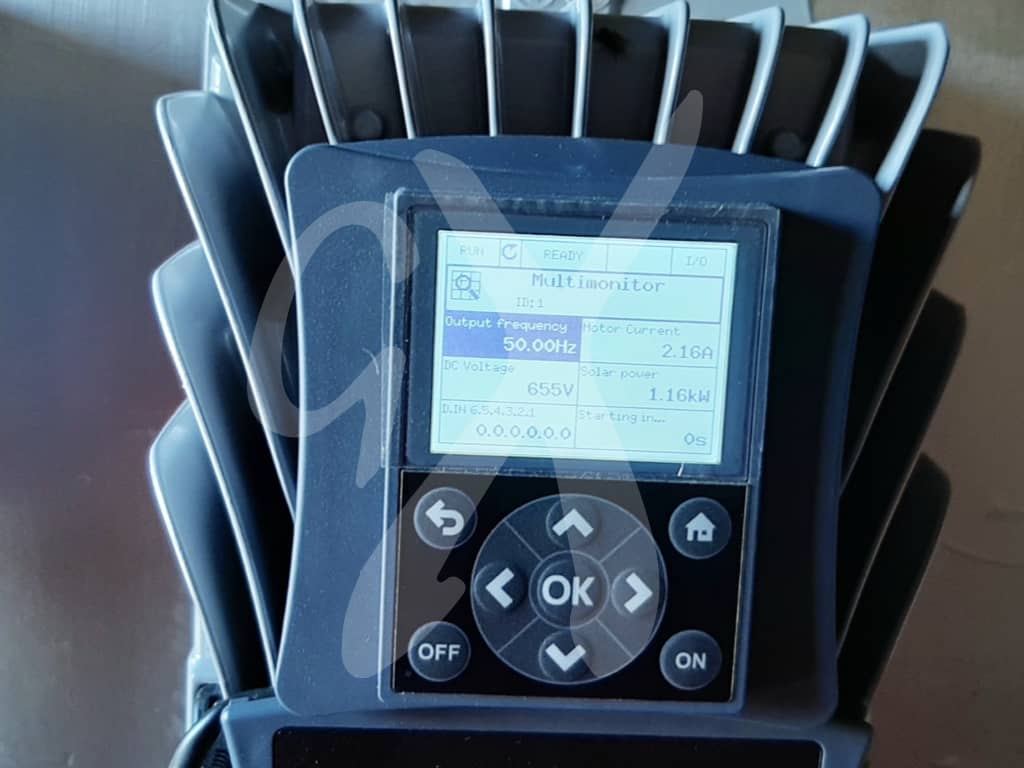 RUN READY I/O
Multimonitor
ID:1
Output frequency Motor Current
50.00Hz 2.16A
DC Voltage Solar power
655V 1.16kW
D.IN 6.5.4.3.2.1 Starting in...
0.0.0.0.0.0 0s
OK
OFF ON
GX